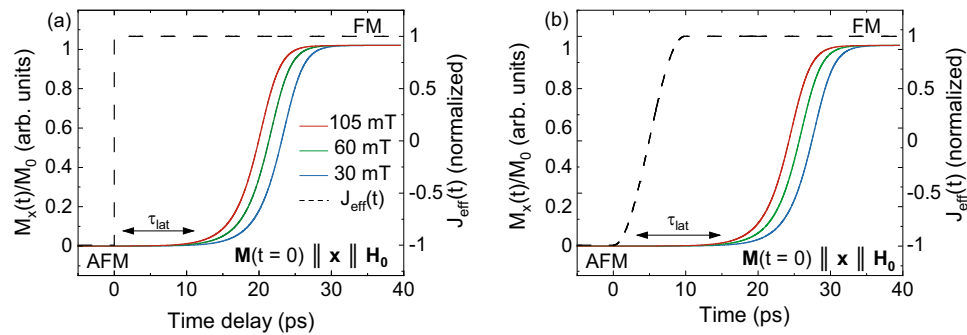 (a)
FM
1
0.8
0.6
0.4
0.2
0
M_x(t)/M_0 (arb. units)
1
0.5
0
-0.5
-1
J_eff(t) (normalized)
105 mT
60 mT
30 mT
J_eff(t)
τ_lat
AFM
M(t = 0) ∥ x ∥ H_0
0 10 20 30 40
Time delay (ps)
(b)
FM
1
0.8
0.6
0.4
0.2
0
M_x(t)/M_0 (arb. units)
1
0.5
0
-0.5
-1
J_eff(t) (normalized)
τ_lat
AFM
M(t = 0) ∥ x ∥ H_0
0 10 20 30 40
Time (ps)